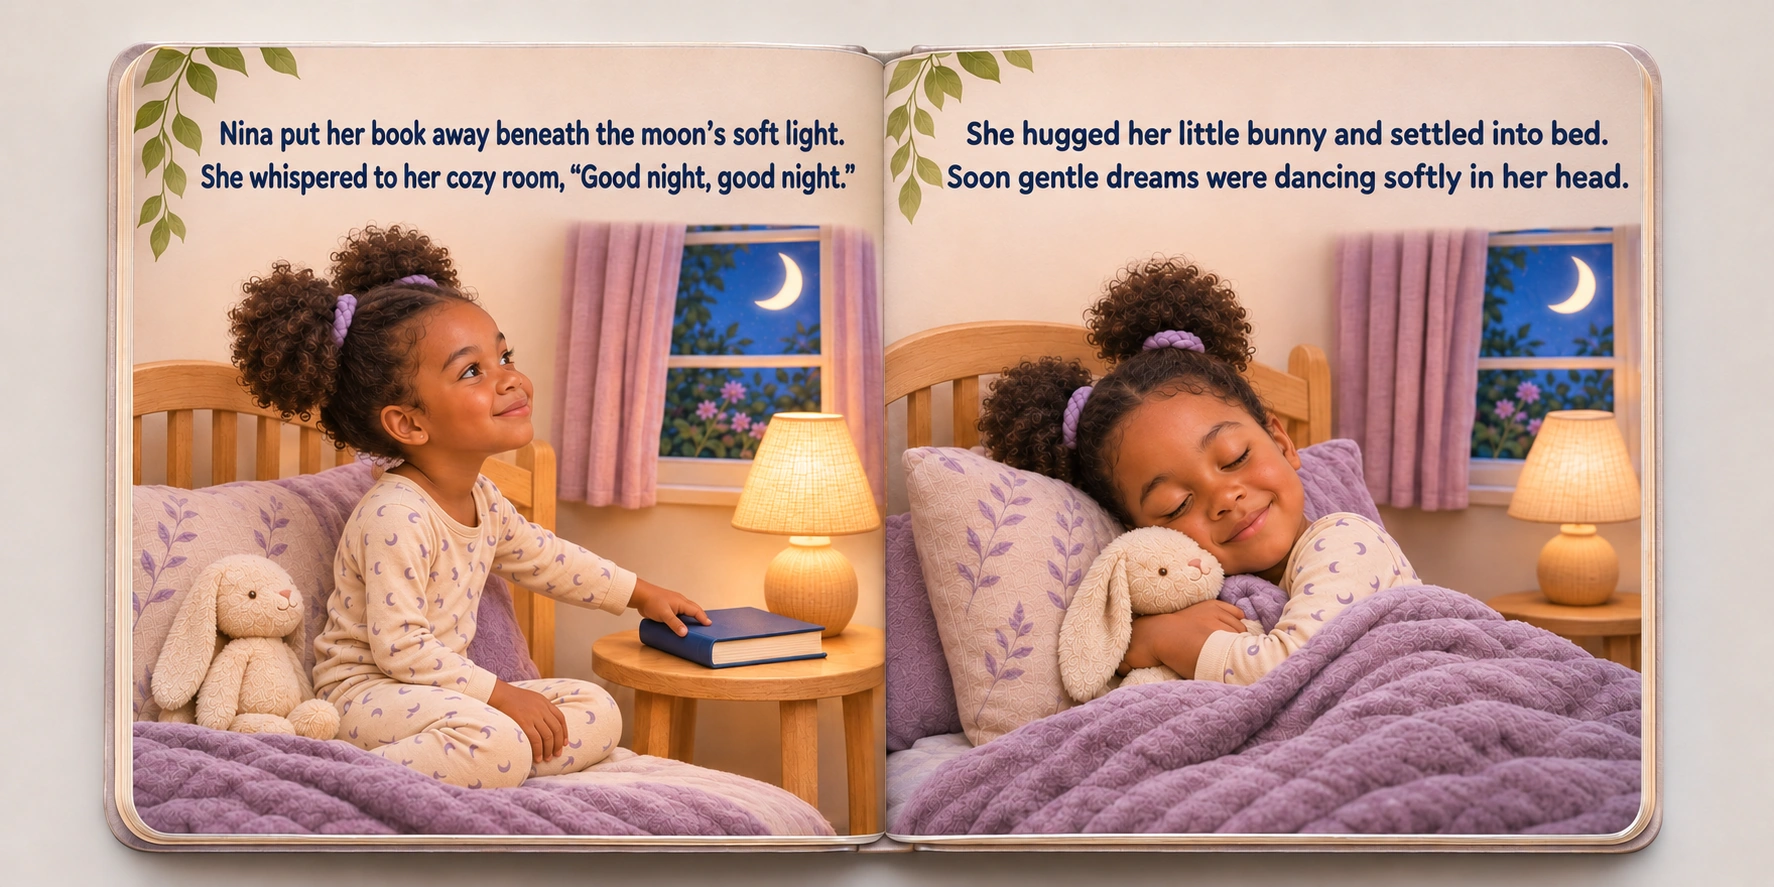 Nina put her book away beneath the moon’s soft light.
She whispered to her cozy room, “Good night, good night.”
She hugged her little bunny and settled into bed.
Soon gentle dreams were dancing softly in her head.